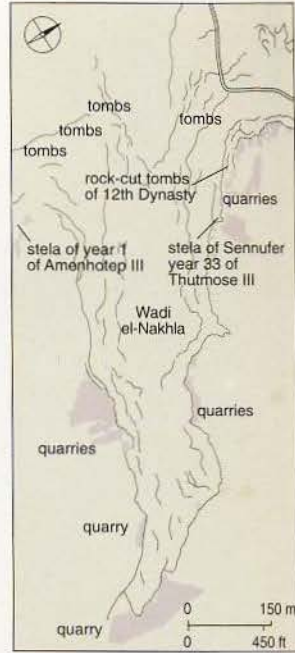 tombs
tombs
tombs
tombs
rock-cut tombs
of 12th Dynasty
quarries
stela of year 1
of Amenhotep III
stela of Sennufer
year 33 of
Thutmose III
Wadi
el-Nakhla
quarries
quarries
quarry
quarry
0 150 m
0 450 ft